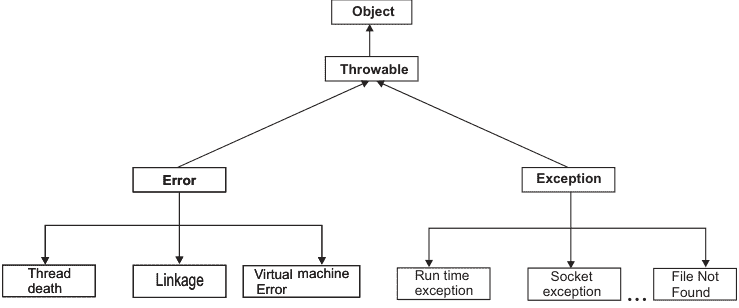 Object
Throwable
Error
Exception
Thread
death
Linkage
Virtual machine
Error
Run time
exception
Socket
exception
...
File Not
Found